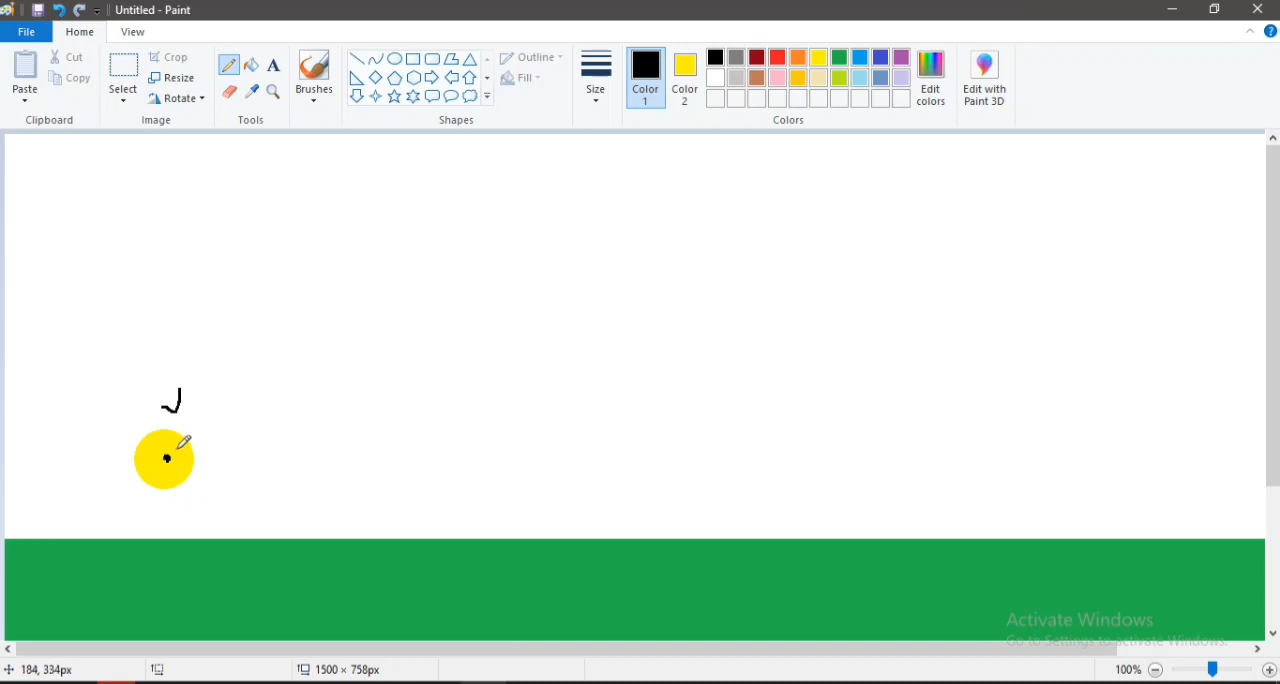 Untitled - Paint
File Home View
Paste
Cut
Copy
Clipboard
Select
Crop
Resize
Rotate
Image
A
Tools
Brushes
Outline
Fill
Shapes
Size
Color 1
Color 2
Edit colors
Colors
Edit with Paint 3D
Activate Windows
Go to Settings to activate Windows.
184, 334px
1500 × 758px
100%